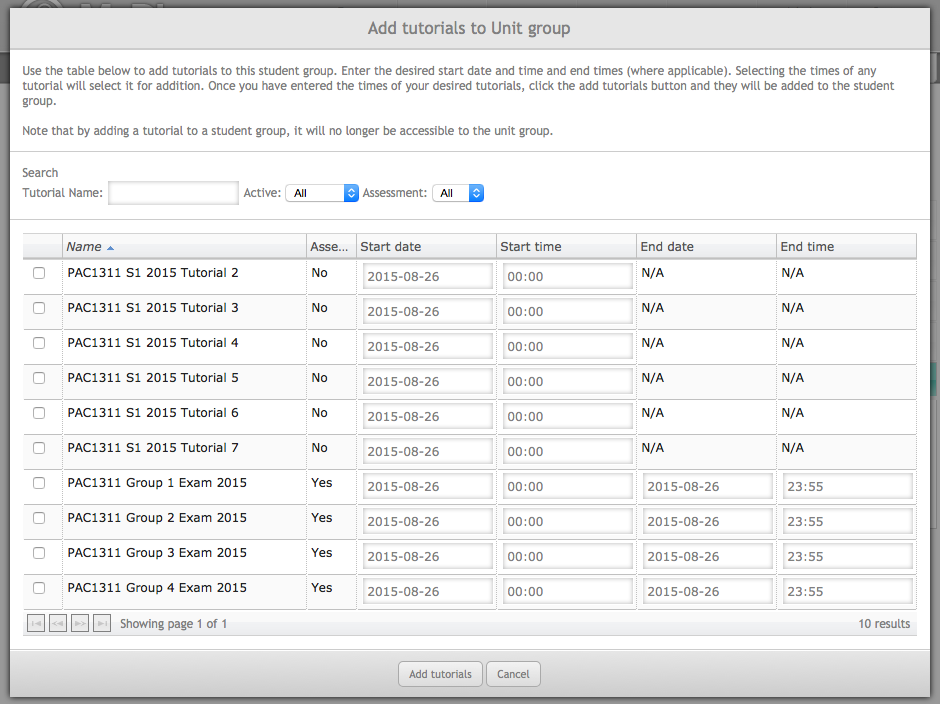 Add tutorials to Unit group
Use the table below to add tutorials to this student group. Enter the desired start date and time and end times (where applicable). Selecting the times of any
tutorial will select it for addition. Once you have entered the times of your desired tutorials, click the add tutorials button and they will be added to the student
group.
Note that by adding a tutorial to a student group, it will no longer be accessible to the unit group.
Search
Tutorial Name: Active: All Assessment: All
Name Asse... Start date Start time End date End time
PAC1311 S1 2015 Tutorial 2 No 2015-08-26 00:00 N/A N/A
PAC1311 S1 2015 Tutorial 3 No 2015-08-26 00:00 N/A N/A
PAC1311 S1 2015 Tutorial 4 No 2015-08-26 00:00 N/A N/A
PAC1311 S1 2015 Tutorial 5 No 2015-08-26 00:00 N/A N/A
PAC1311 S1 2015 Tutorial 6 No 2015-08-26 00:00 N/A N/A
PAC1311 S1 2015 Tutorial 7 No 2015-08-26 00:00 N/A N/A
PAC1311 Group 1 Exam 2015 Yes 2015-08-26 00:00 2015-08-26 23:55
PAC1311 Group 2 Exam 2015 Yes 2015-08-26 00:00 2015-08-26 23:55
PAC1311 Group 3 Exam 2015 Yes 2015-08-26 00:00 2015-08-26 23:55
PAC1311 Group 4 Exam 2015 Yes 2015-08-26 00:00 2015-08-26 23:55
Showing page 1 of 1 10 results
Add tutorials Cancel